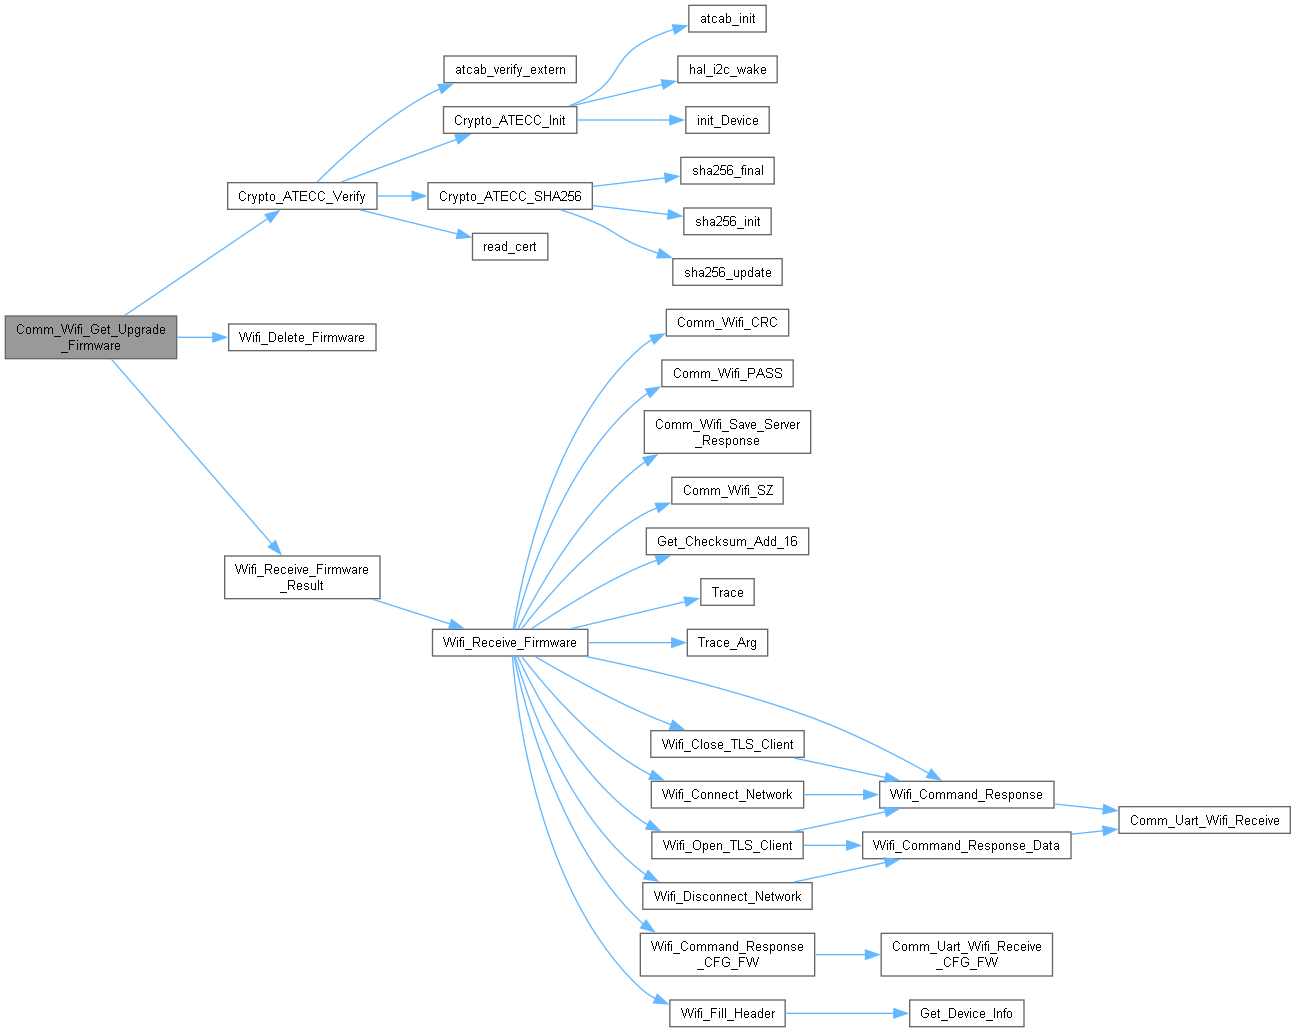 atcab_init
atcab_verify_extern
hal_i2c_wake
Crypto_ATECC_Init
init_Device
sha256_final
Crypto_ATECC_Verify
Crypto_ATECC_SHA256
sha256_init
read_cert
sha256_update
Comm_Wifi_Get_Upgrade
_Firmware
Wifi_Delete_Firmware
Comm_Wifi_CRC
Comm_Wifi_PASS
Comm_Wifi_Save_Server
_Response
Comm_Wifi_SZ
Get_Checksum_Add_16
Wifi_Receive_Firmware
_Result
Trace
Wifi_Receive_Firmware
Trace_Arg
Wifi_Close_TLS_Client
Wifi_Connect_Network
Wifi_Command_Response
Comm_Uart_Wifi_Receive
Wifi_Open_TLS_Client
Wifi_Command_Response_Data
Wifi_Disconnect_Network
Wifi_Command_Response
_CFG_FW
Comm_Uart_Wifi_Receive
_CFG_FW
Wifi_Fill_Header
Get_Device_Info